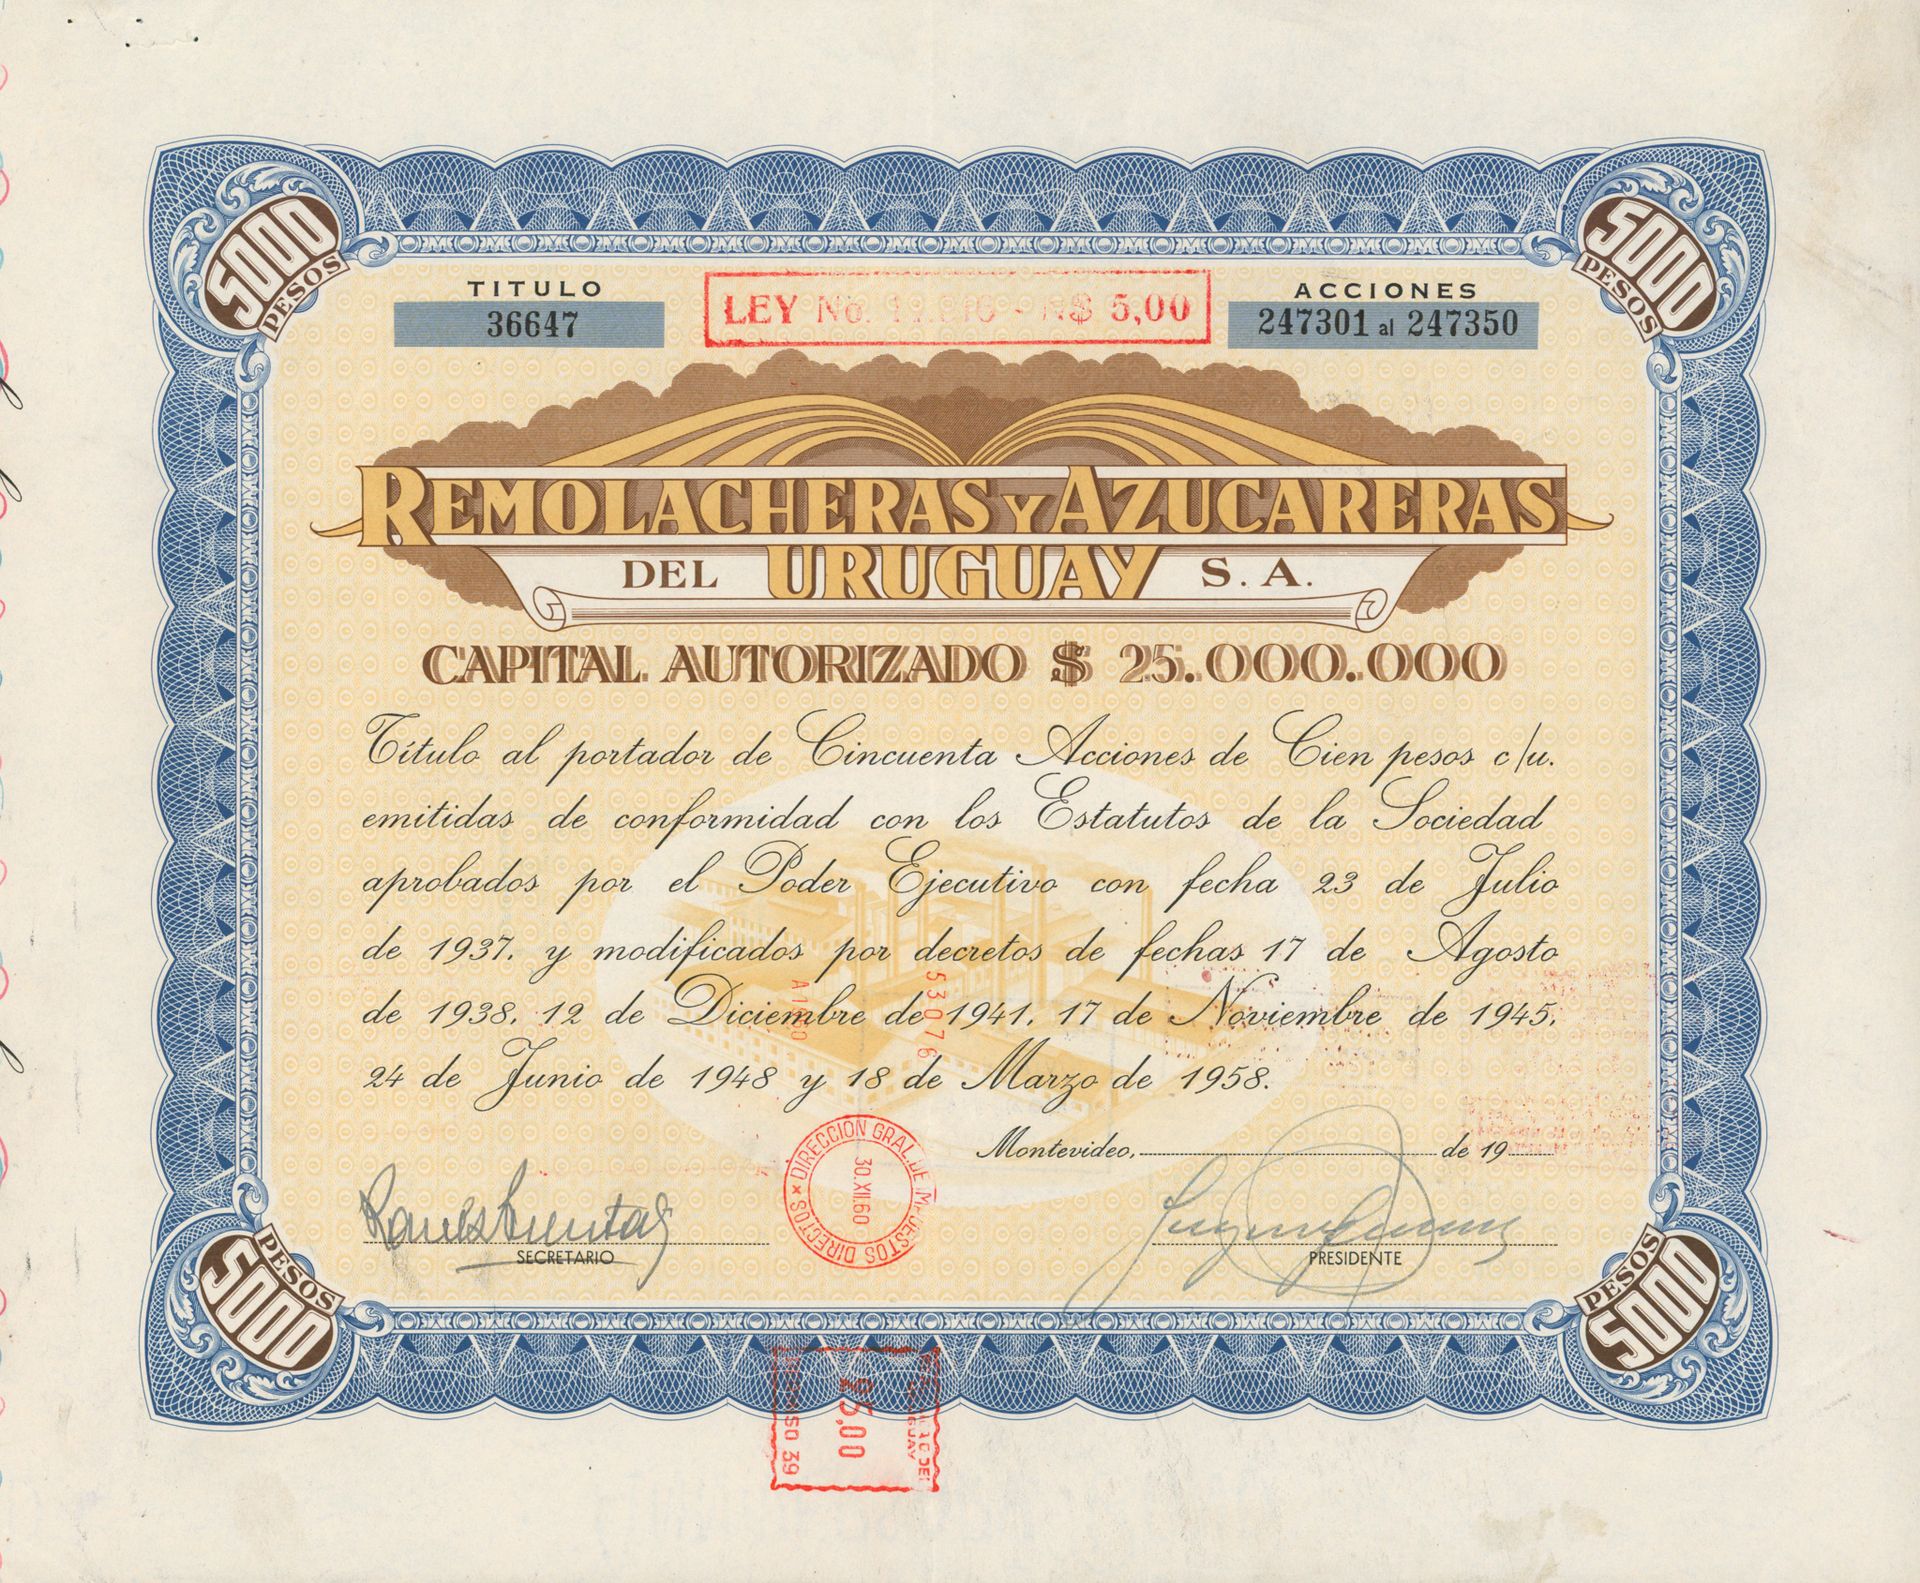 5000
PESOS
5000
PESOS
TITULO
36647
LEY No. - N$ 5,00
ACCIONES
247301 al 247350
REMOLACHERAS Y AZUCARERAS
DEL URUGUAY S. A.
CAPITAL AUTORIZADO $ 25.000.000
Título al portador de Cincuenta Acciones de Cien pesos c/u.
emitidas de conformidad con los Estatutos de la Sociedad
aprobados por el Poder Ejecutivo con fecha 23 de Julio
de 1937. y modificados por decretos de fechas 17 de Agosto
de 1938. 12 de Diciembre de 1941. 17 de Noviembre de 1945.
24 de Junio de 1948 y 18 de Marzo de 1958.
53076
Montevideo, de 19
DIRECCION GRAL. DE IMPUESTOS DIRECTOS
30.XII.60
SECRETARIO
PRESIDENTE
PESOS
5000
PESOS
5000
25,00